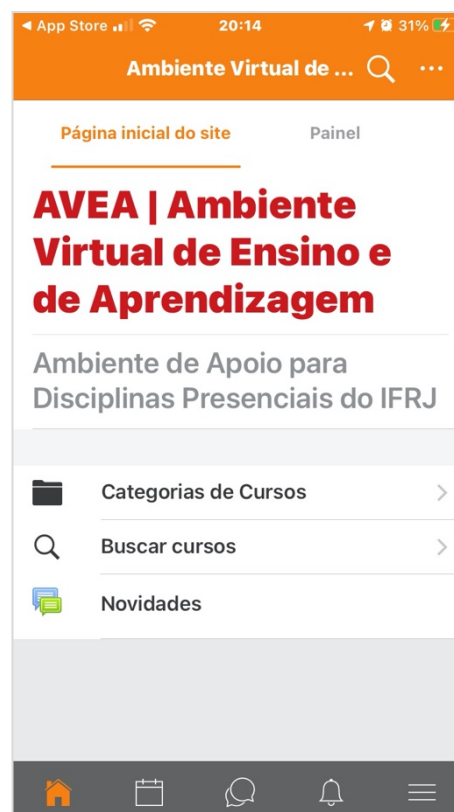 App Store 20:14 31%
Ambiente Virtual de ...
Página inicial do site Painel
AVEA | Ambiente
Virtual de Ensino e
de Aprendizagem
Ambiente de Apoio para
Disciplinas Presenciais do IFRJ
Categorias de Cursos
Buscar cursos
Novidades